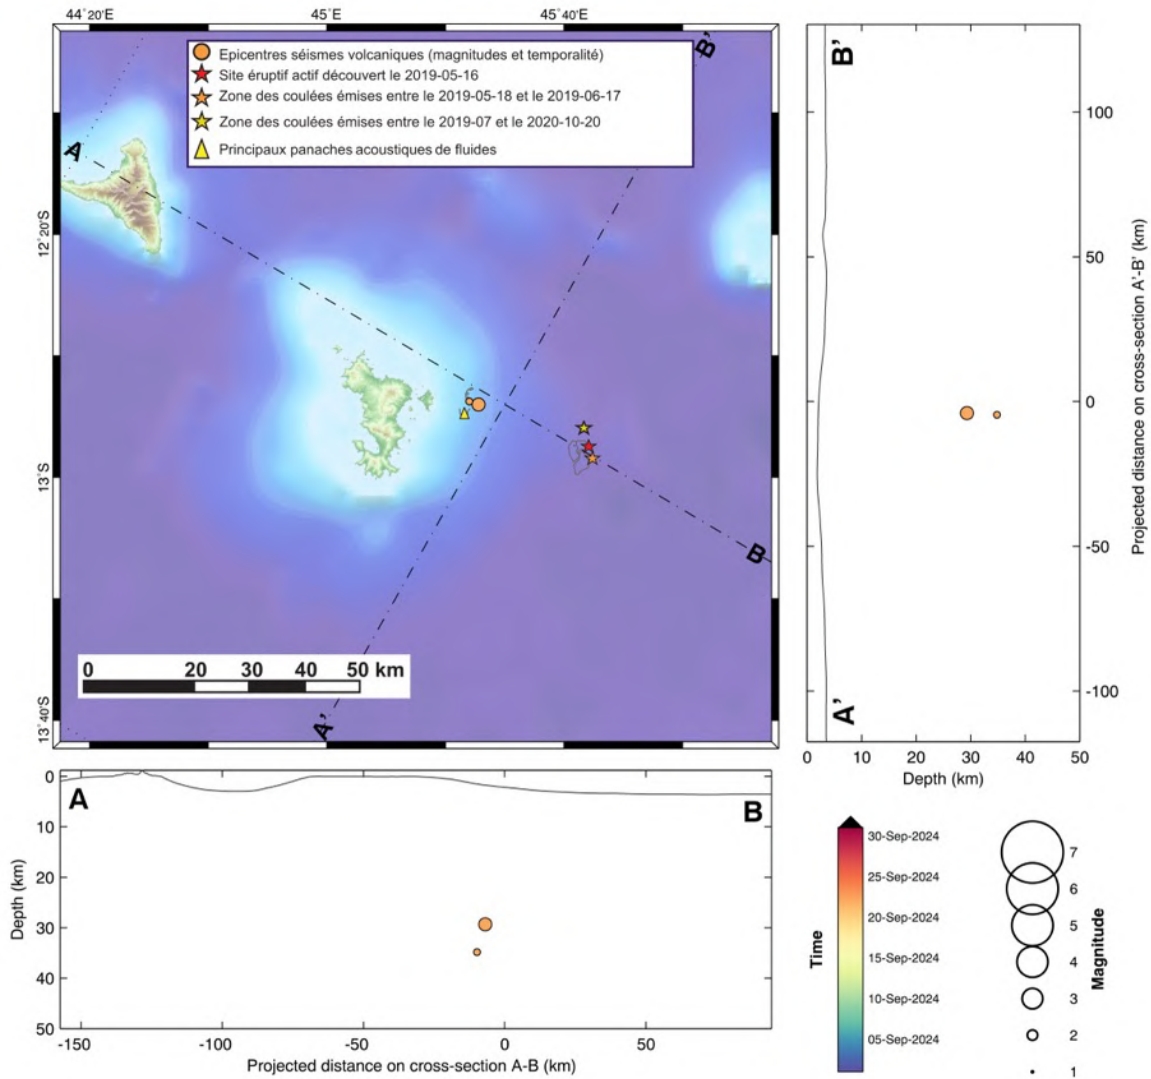 44˚20'E
45˚E
45˚40'E
Epicentres séismes volcaniques (magnitudes et temporalité)
Site éruptif actif découvert le 2019-05-16
Zone des coulées émises entre le 2019-05-18 et le 2019-06-17
Zone des coulées émises entre le 2019-07 et le 2020-10-20
Principaux panaches acoustiques de fluides
B'
A
12˚20'S
13˚S
B
0 20 30 40 50 km
13˚40'S
A'
B'
100
50
0
-50
-100
Projected distance on cross-section A'-B' (km)
A'
0 10 20 30 40 50
Depth (km)
0
A
B
10
20
30
40
50
Depth (km)
-150 -100 -50 0 50
Projected distance on cross-section A-B (km)
Time
30-Sep-2024
25-Sep-2024
20-Sep-2024
15-Sep-2024
10-Sep-2024
05-Sep-2024
7
6
5
4
3
2
1
Magnitude